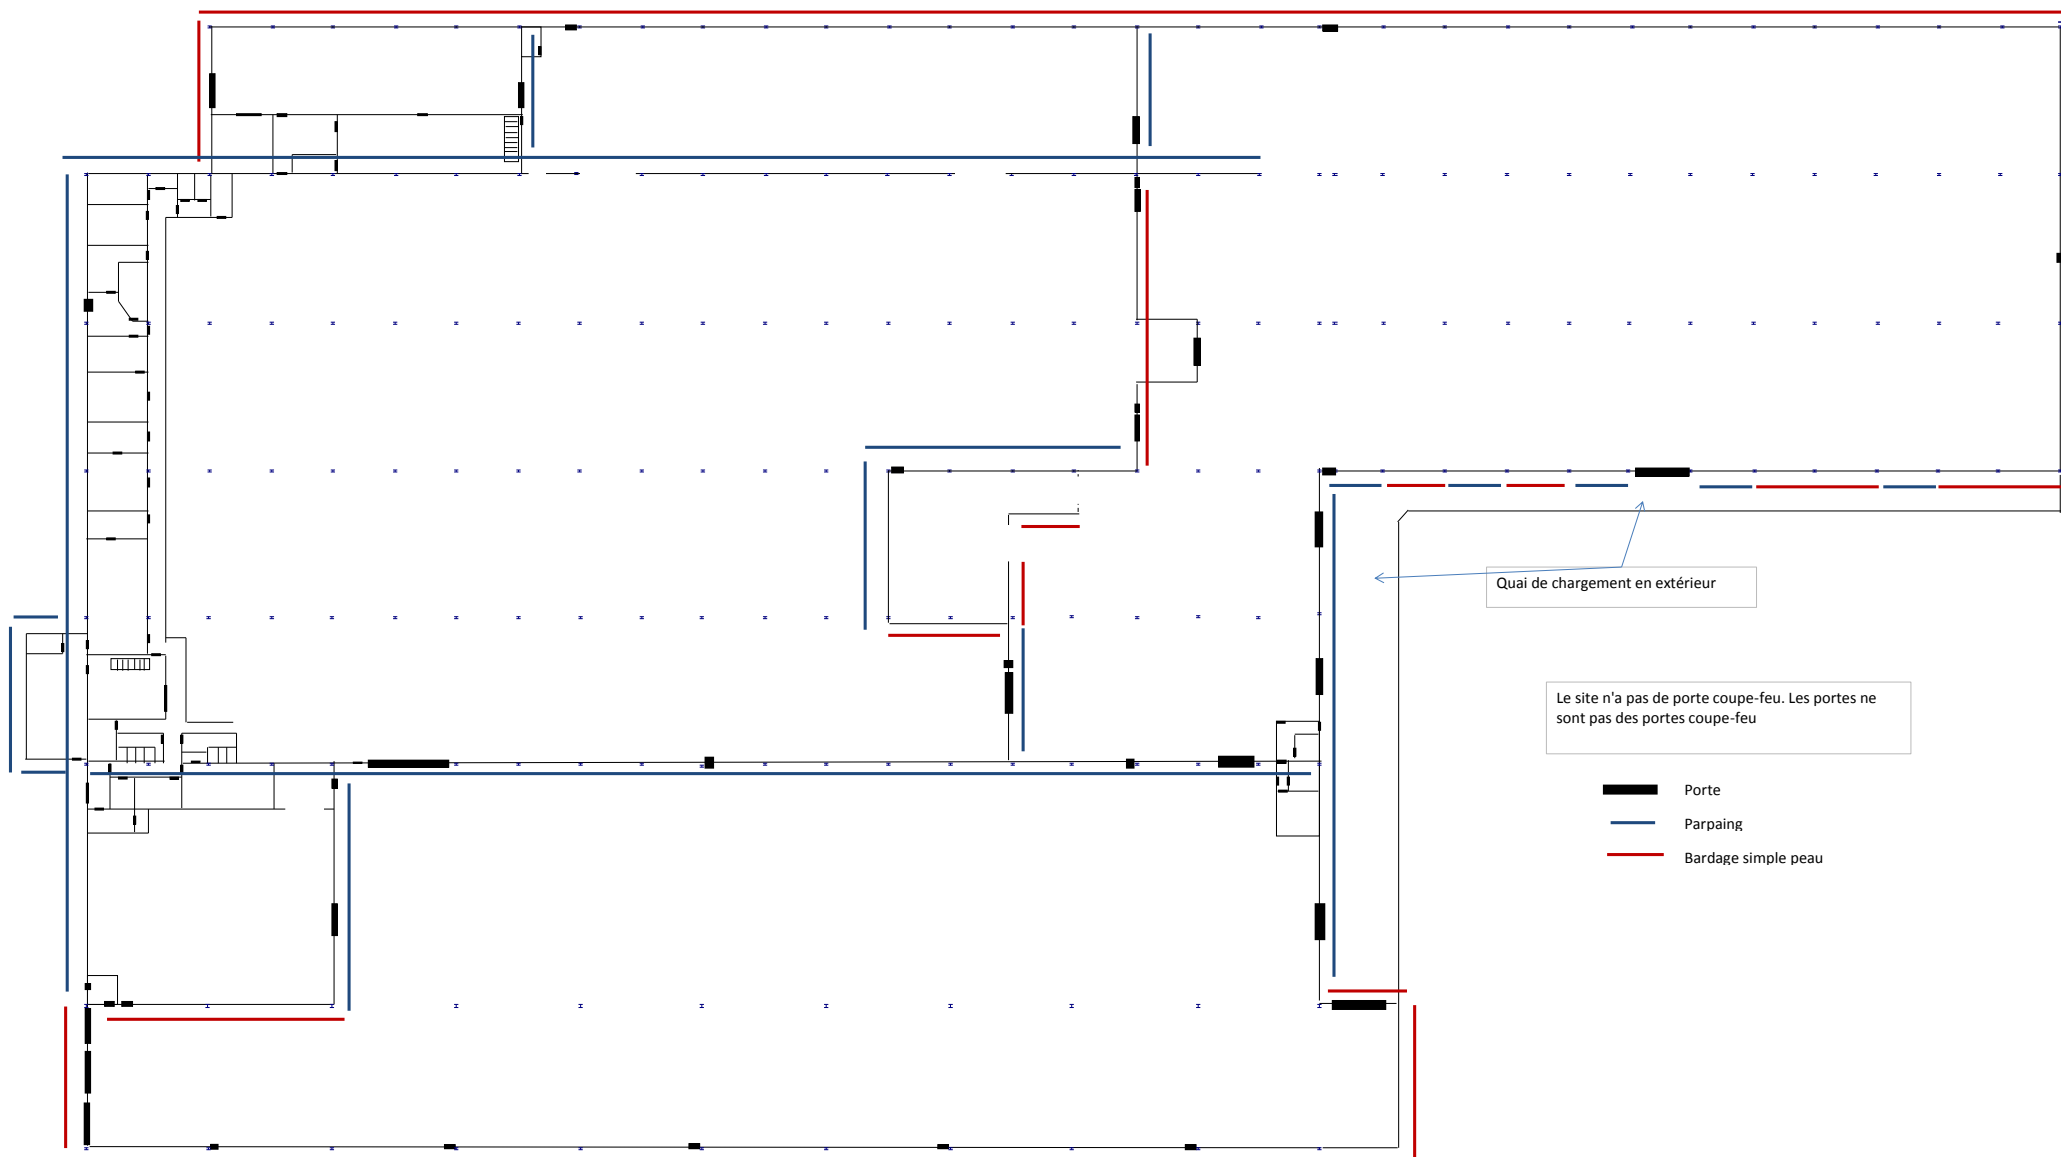 Quai de chargement en extérieur
Le site n'a pas de porte coupe-feu. Les portes ne
sont pas des portes coupe-feu
Porte
Parpaing
Bardage simple peau